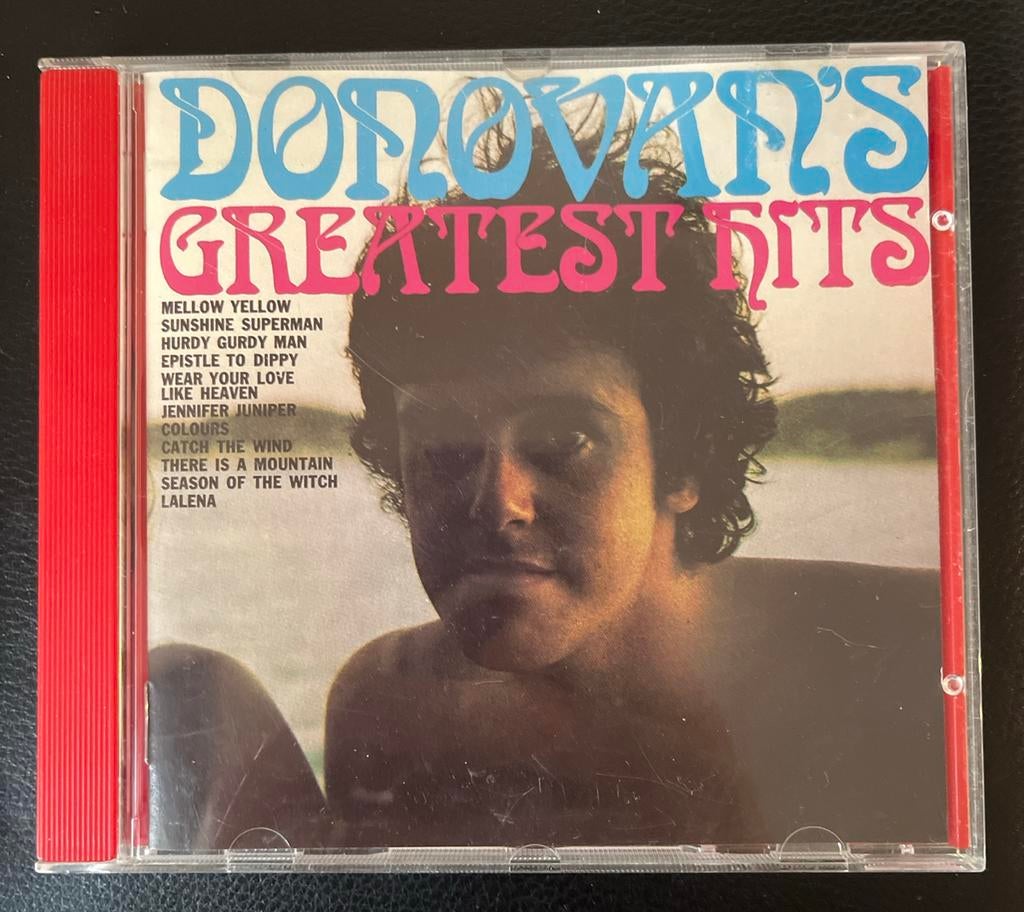 DONOVAN'S
GREATEST HITS
MELLOW YELLOW
SUNSHINE SUPERMAN
HURDY GURDY MAN
EPISTLE TO DIPPY
WEAR YOUR LOVE
LIKE HEAVEN
JENNIFER JUNIPER
COLOURS
CATCH THE WIND
THERE IS A MOUNTAIN
SEASON OF THE WITCH
LALENA